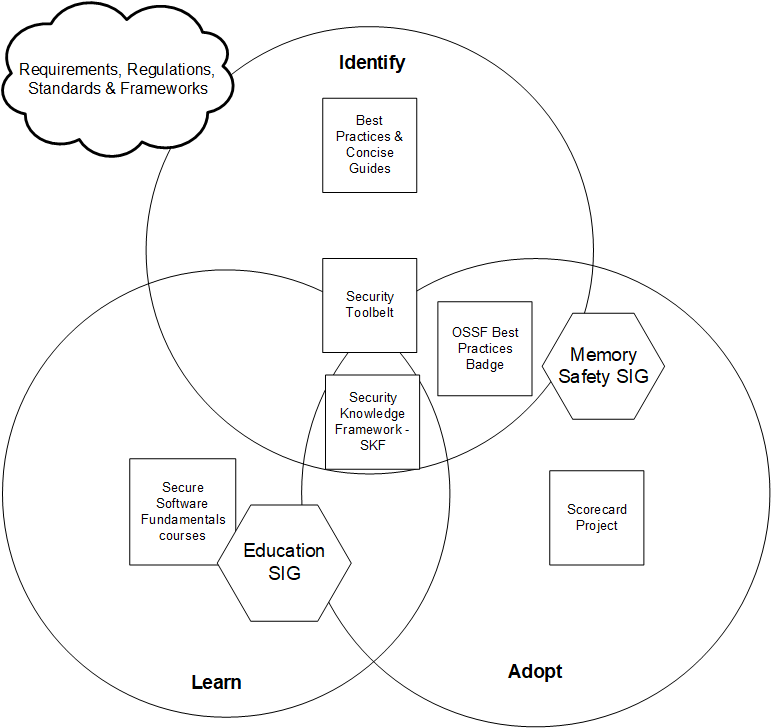 Requirements, Regulations,
Standards & Frameworks
Identify
Best
Practices &
Concise
Guides
Security
Toolbelt
OSSF Best
Practices
Badge
Memory
Safety SIG
Security
Knowledge
Framework -
SKF
Secure
Software
Fundamentals
courses
Scorecard
Project
Education
SIG
Learn
Adopt